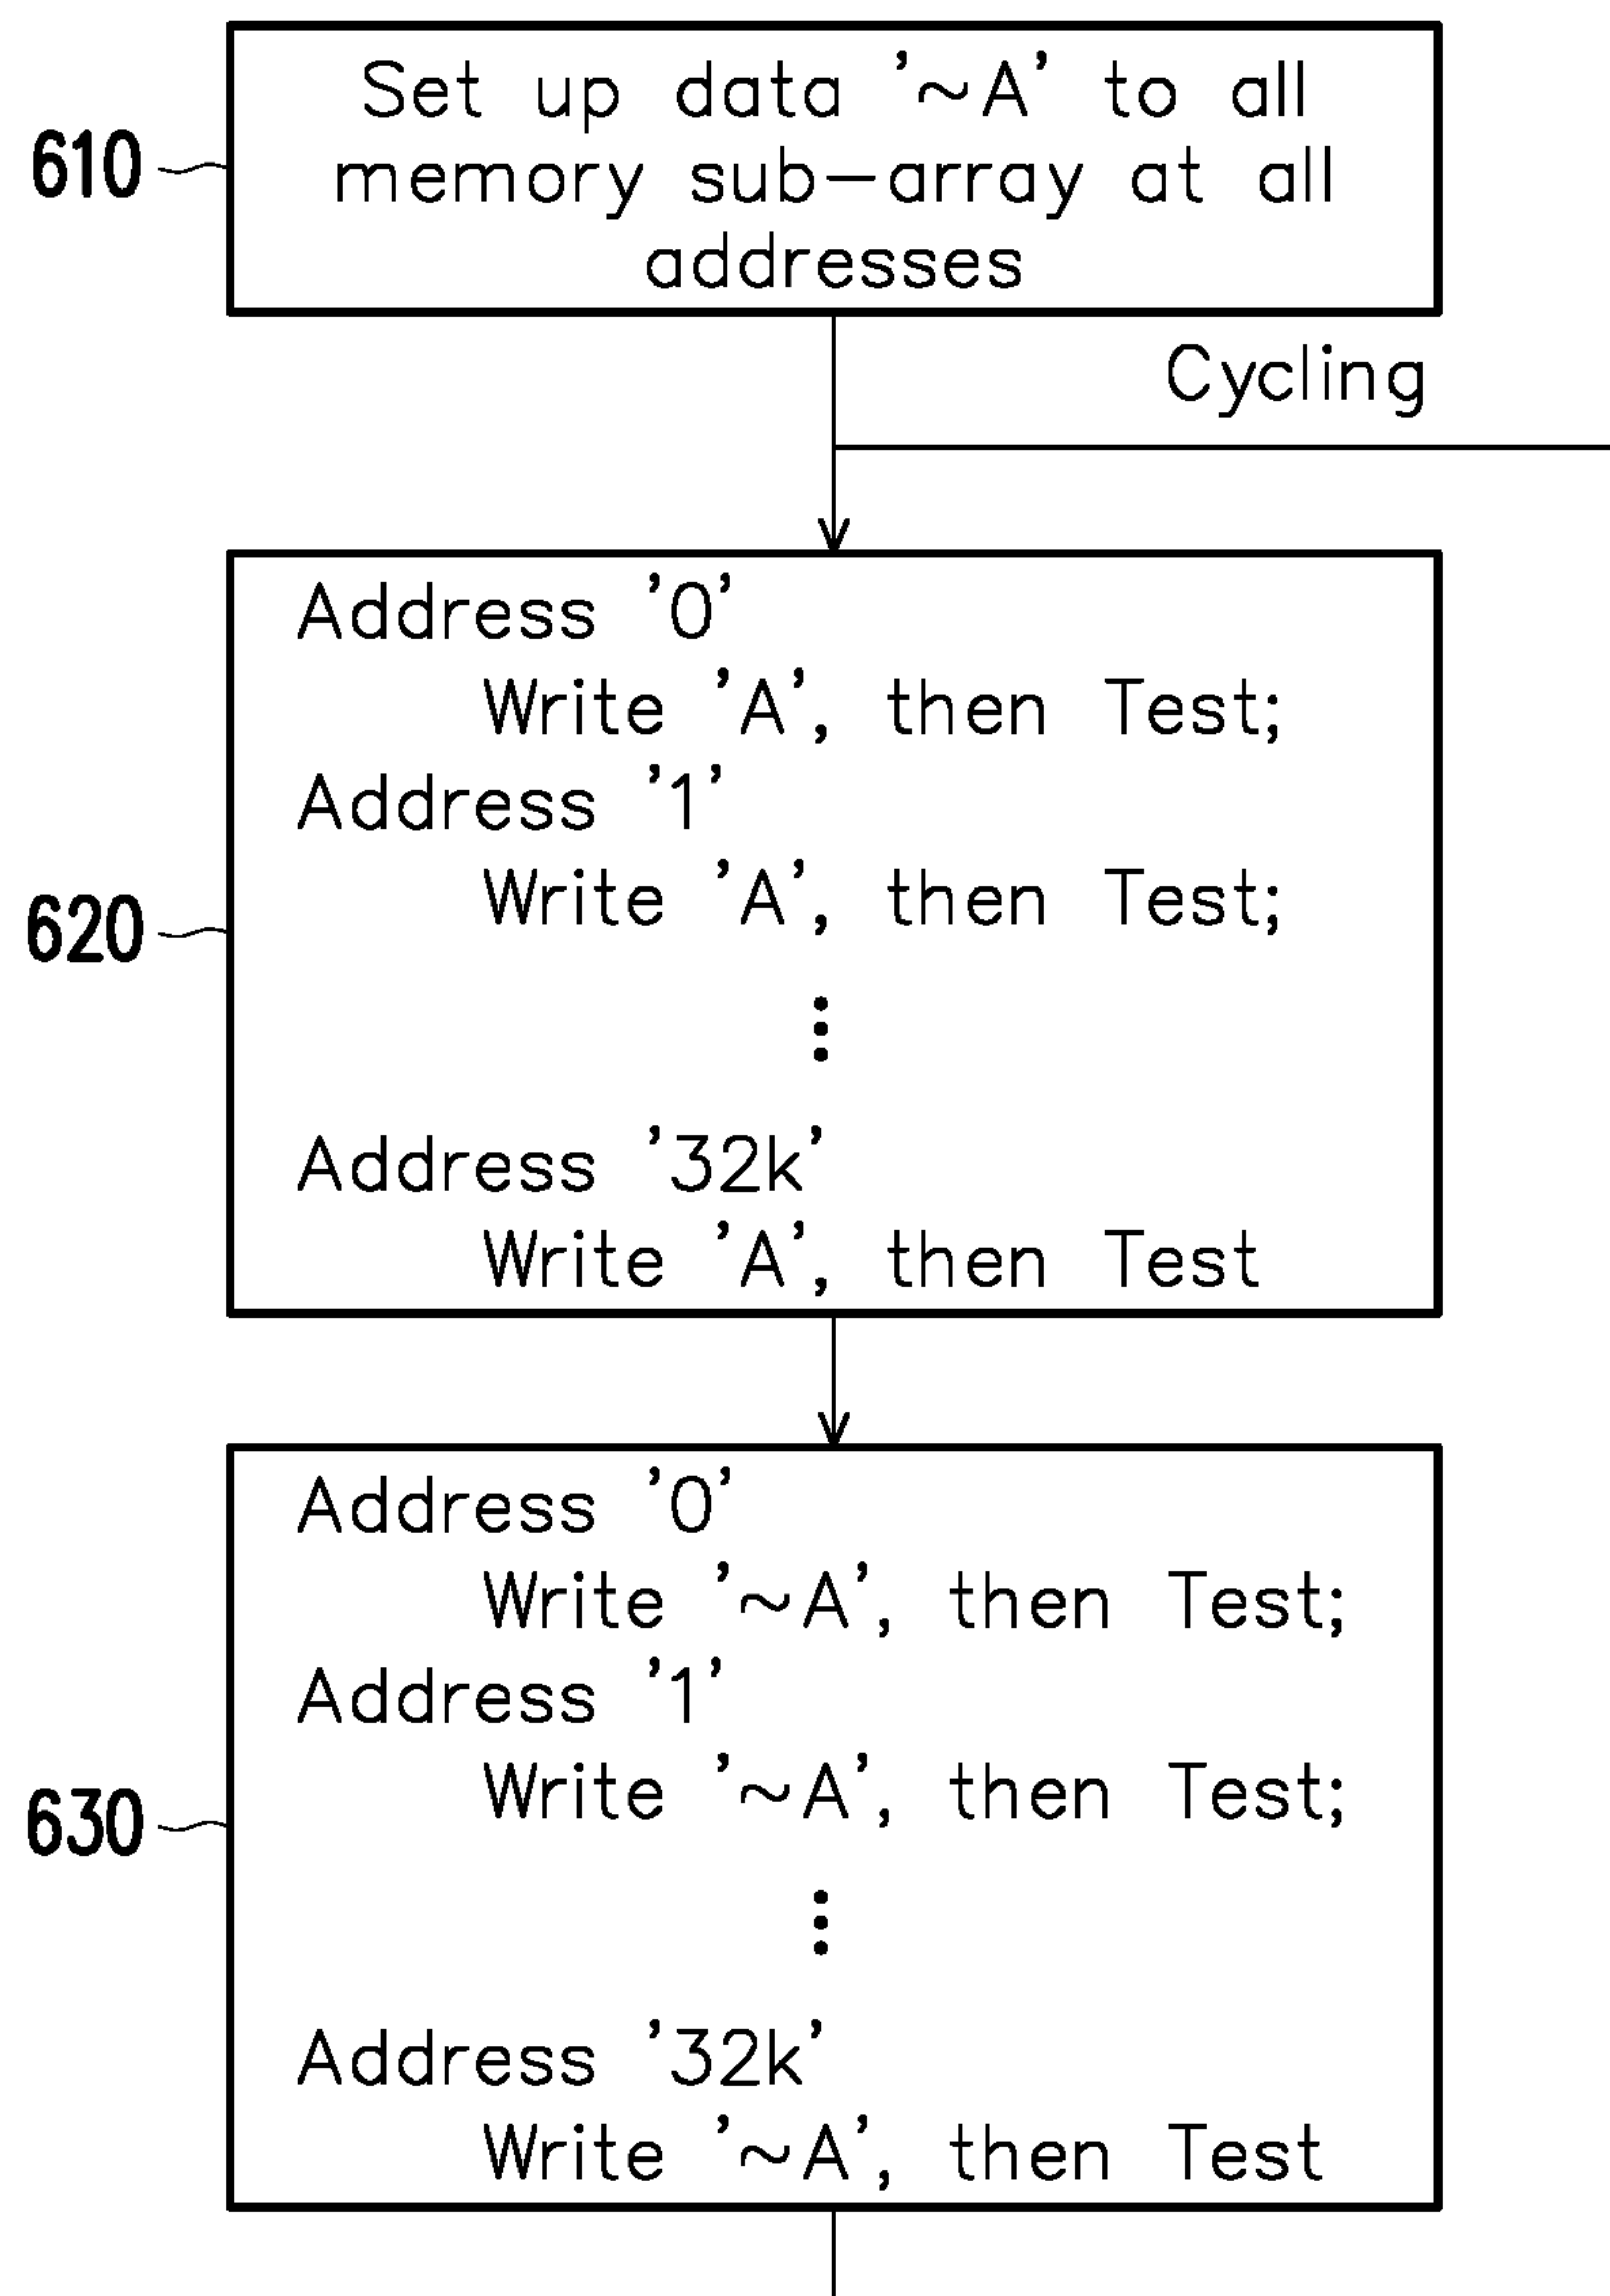 Set up data '~A' to all
memory sub-array at all
addresses
610
Cycling
Address '0'
Write 'A', then Test;
Address '1'
Write 'A', then Test;
620
⋮
Address '32k'
Write 'A', then Test
Address '0'
Write '~A', then Test;
Address '1'
Write '~A', then Test;
630
⋮
Address '32k'
Write '~A', then Test